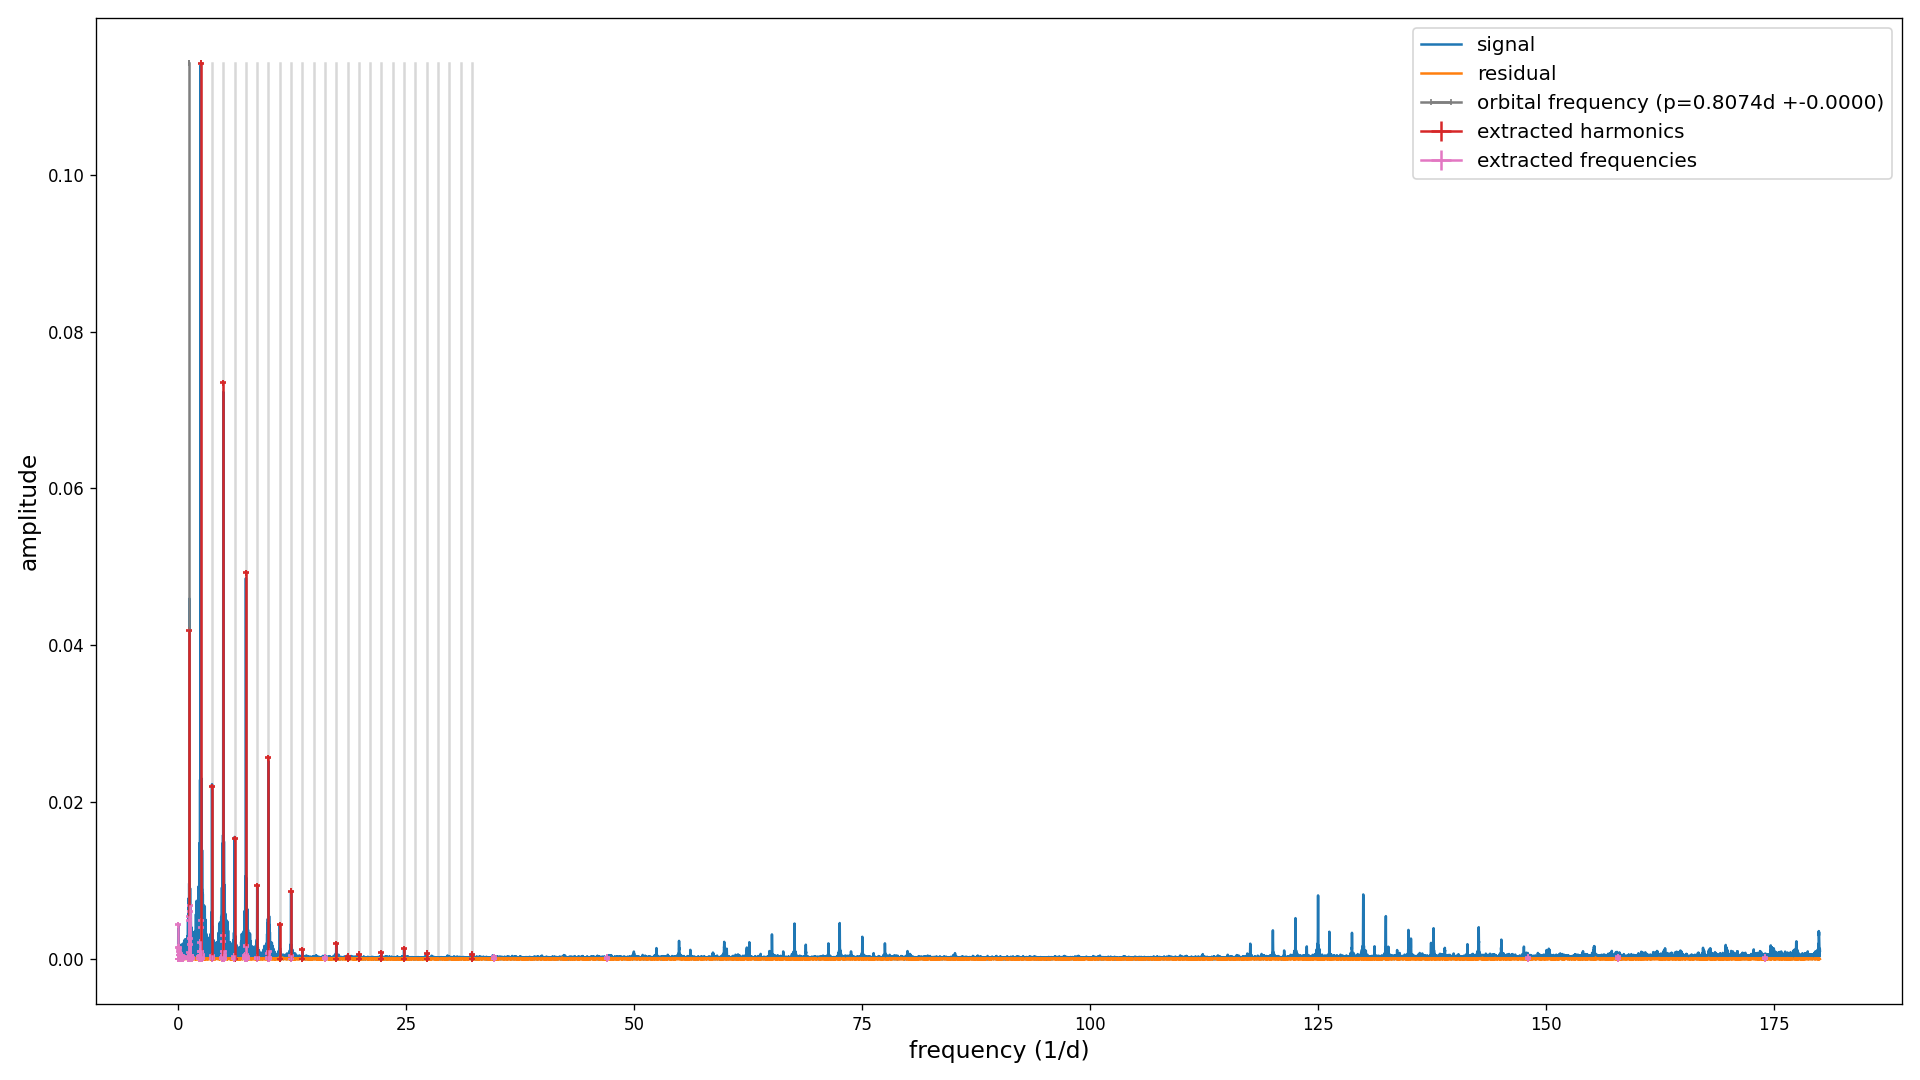 signal
residual
orbital frequency (p=0.8074d +-0.0000)
extracted harmonics
extracted frequencies
amplitude
0.10
0.08
0.06
0.04
0.02
0.00
0 25 50 75 100 125 150 175
frequency (1/d)